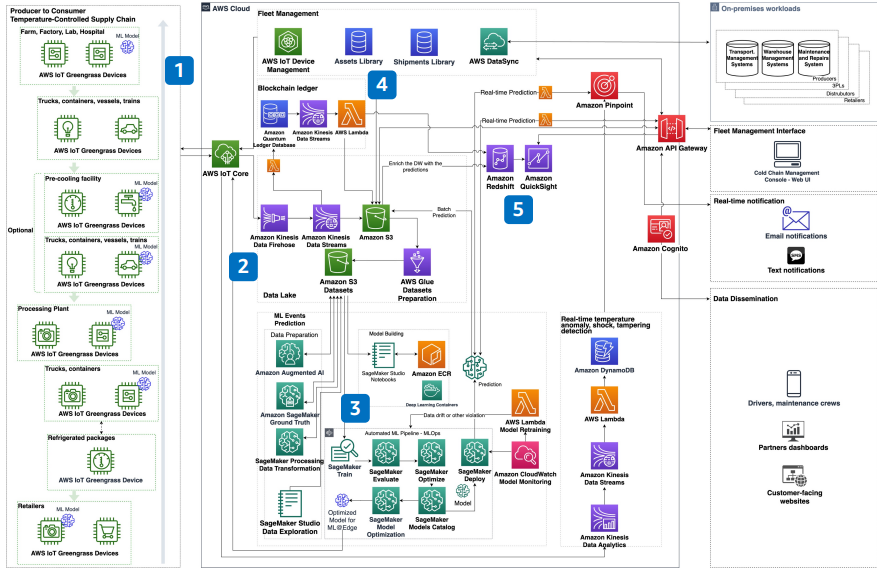 Producer to Consumer
Temperature-Controlled Supply Chain
Farm, Factory, Lab, Hospital
ML Model
AWS IoT Greengrass Devices
Trucks, containers, vessels, trains
AWS IoT Greengrass Devices
Pre-cooling facility
ML Model
AWS IoT Greengrass Devices
Optional
Trucks, containers, vessels, trains
ML Model
AWS IoT Greengrass Devices
Processing Plant
ML Model
AWS IoT Greengrass Devices
Trucks, containers
ML Model
AWS IoT Greengrass Devices
Refrigerated packages
AWS IoT Greengrass Device
Retailers
ML Model
AWS IoT Greengrass Devices
1
AWS Cloud
Fleet Management
AWS IoT Device
Management
Assets Library
Shipments Library
AWS DataSync
4
Blockchain ledger
Amazon
Quantum
Ledger Database
Amazon Kinesis
Data Streams
AWS Lambda
AWS IoT Core
Real-time Prediction
Amazon
Pinpoint
Real-time Prediction
Amazon API Gateway
Enrich the DW with the
predictions
Amazon
Redshift
Amazon
QuickSight
5
Batch
Prediction
Amazon Kinesis
Data Firehose
Amazon Kinesis
Data Streams
Amazon S3
Amazon Cognito
2
Amazon S3
Datasets
AWS Glue
Datasets
Preparation
Data Lake
ML Events
Prediction
Data Preparation
Amazon Augmented AI
Amazon SageMaker
Ground Truth
SageMaker Processing
Data Transformation
SageMaker Studio
Data Exploration
Model Building
SageMaker Studio
Notebooks
Amazon ECR
Deep Learning Containers
3
Prediction
Data drift or other violation
AWS Lambda
Model Retraining
Automated ML Pipeline - MLOps
SageMaker
Train
SageMaker
Evaluate
SageMaker
Optimize
SageMaker
Deploy
Amazon CloudWatch
Model Monitoring
Model
Optimized
Model for
ML@Edge
SageMaker
Model
Optimization
SageMaker
Models Catalog
Real-time temperature
anomaly, shock, tampering
detection
Amazon DynamoDB
AWS Lambda
Amazon Kinesis
Data Streams
Amazon Kinesis
Data Analytics
On-premises workloads
Transport.
Management
Systems
Warehouse
Management
Systems
Maintenance
and Repairs
System
Producers
3PLs
Distrubutors
Retailers
Fleet Management Interface
Cold Chain Management
Console - Web UI
Real-time notification
Email notifications
SMS
Text notifications
Data Dissemination
Drivers, maintenance crews
Partners dashboards
Customer-facing
websites